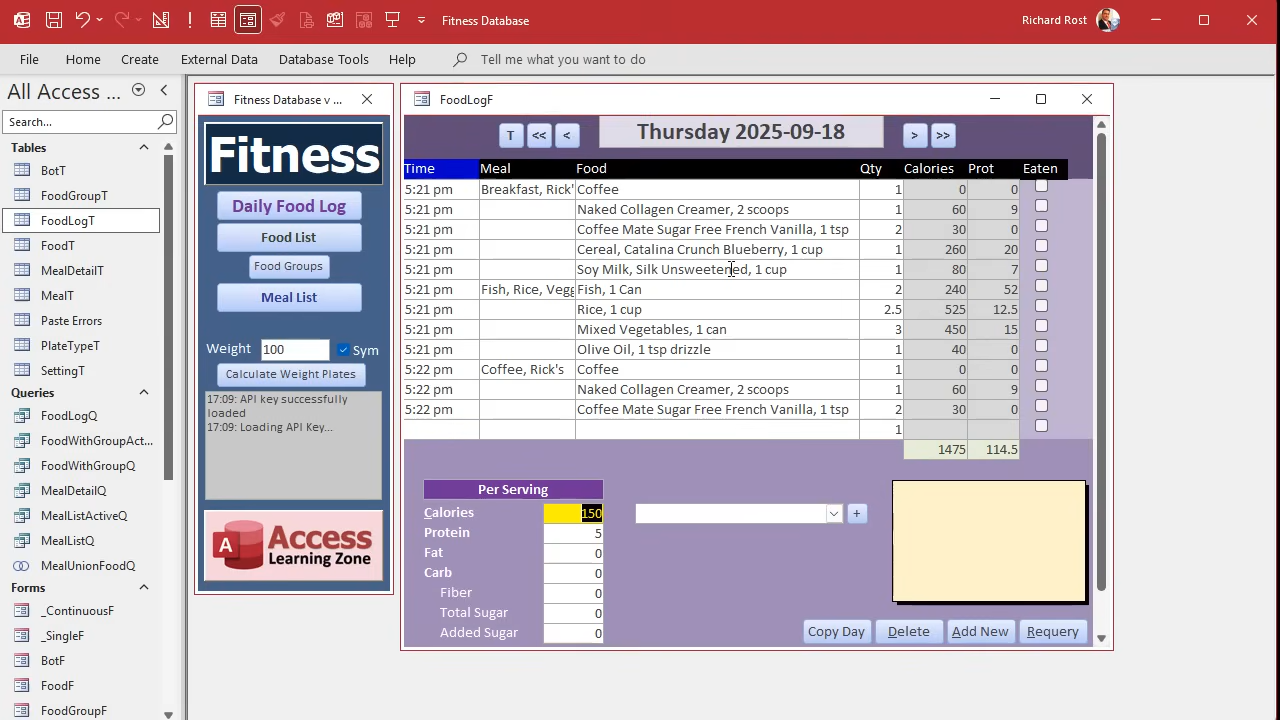 Fitness Database
Richard Rost
File Home Create External Data Database Tools Help Tell me what you want to do
All Access ...
Search...
Tables
BotT
FoodGroupT
FoodLogT
FoodT
MealDetailT
MealT
Paste Errors
PlateTypeT
SettingT
Queries
FoodLogQ
FoodWithGroupAct...
FoodWithGroupQ
MealDetailQ
MealListActiveQ
MealListQ
MealUnionFoodQ
Forms
_ContinuousF
_SingleF
BotF
FoodF
FoodGroupF
Fitness Database v ...
Fitness
Daily Food Log
Food List
Food Groups
Meal List
Weight 100 Sym
Calculate Weight Plates
17:09: API key successfully
loaded
17:09: Loading API Key...
A Access
Learning Zone
FoodLogF
T << < Thursday 2025-09-18 > >>
Time Meal Food Qty Calories Prot Eaten
5:21 pm Breakfast, Rick' Coffee 1 0 0
5:21 pm Naked Collagen Creamer, 2 scoops 1 60 9
5:21 pm Coffee Mate Sugar Free French Vanilla, 1 tsp 2 30 0
5:21 pm Cereal, Catalina Crunch Blueberry, 1 cup 1 260 20
5:21 pm Soy Milk, Silk Unsweetened, 1 cup 1 80 7
5:21 pm Fish, Rice, Vegg Fish, 1 Can 2 240 52
5:21 pm Rice, 1 cup 2.5 525 12.5
5:21 pm Mixed Vegetables, 1 can 3 450 15
5:21 pm Olive Oil, 1 tsp drizzle 1 40 0
5:22 pm Coffee, Rick's Coffee 1 0 0
5:22 pm Naked Collagen Creamer, 2 scoops 1 60 9
5:22 pm Coffee Mate Sugar Free French Vanilla, 1 tsp 2 30 0
1
1475 114.5
Per Serving
Calories 150
Protein 5
Fat 0
Carb 0
Fiber 0
Total Sugar 0
Added Sugar 0
+
Copy Day Delete Add New Requery